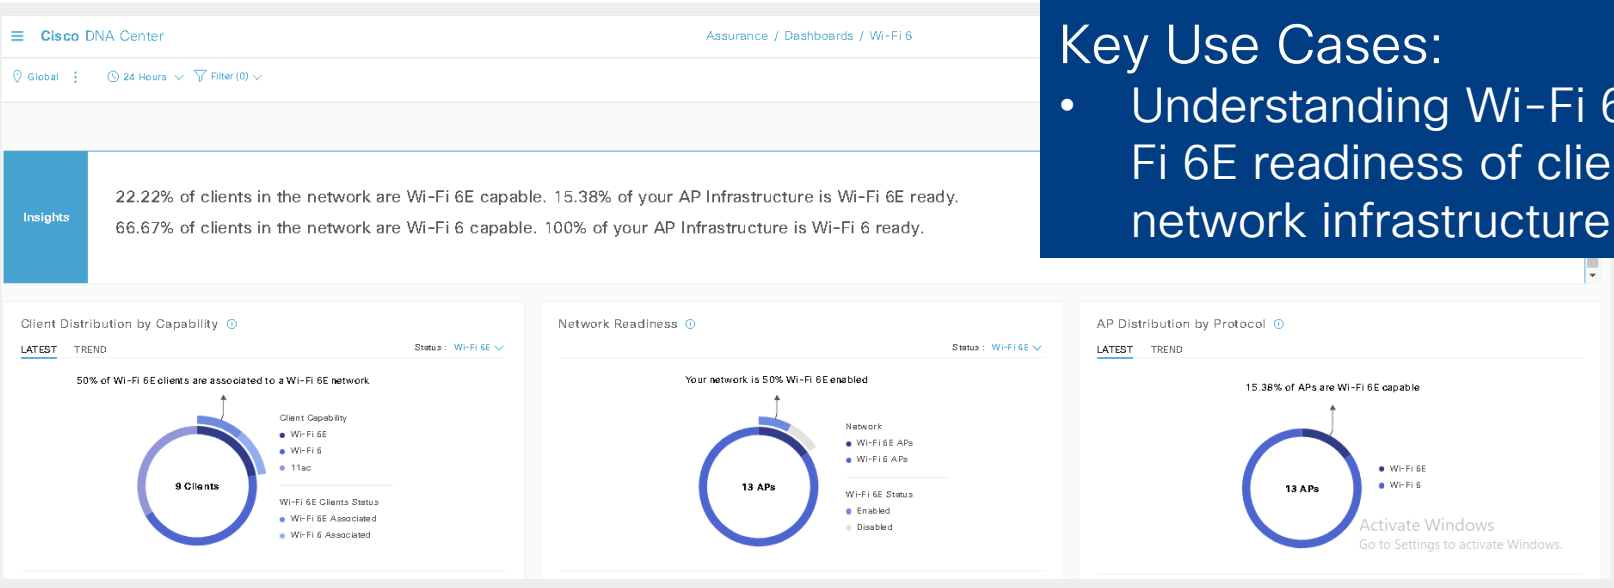 Cisco DNA Center
Assurance / Dashboards / Wi-Fi 6
Global
24 Hours
Filter (0)
Key Use Cases:
• Understanding Wi-Fi 6
Fi 6E readiness of clie
network infrastructure
Insights
22.22% of clients in the network are Wi-Fi 6E capable. 15.38% of your AP Infrastructure is Wi-Fi 6E ready.
66.67% of clients in the network are Wi-Fi 6 capable. 100% of your AP Infrastructure is Wi-Fi 6 ready.
Client Distribution by Capability
LATEST TREND
Status: Wi-Fi 6E
50% of Wi-Fi 6E clients are associated to a Wi-Fi 6E network
9 Clients
Client Capability
Wi-Fi 6E
Wi-Fi 6
11ac
Wi-Fi 6E Clients Status
Wi-Fi 6E Associated
Wi-Fi 6 Associated
Network Readiness
Status: Wi-Fi 6E
Your network is 50% Wi-Fi 6E enabled
13 APs
Network
Wi-Fi 6E APs
Wi-Fi 6 APs
Wi-Fi 6E Status
Enabled
Disabled
AP Distribution by Protocol
LATEST TREND
15.38% of APs are Wi-Fi 6E capable
13 APs
Wi-Fi 6E
Wi-Fi 6
Activate Windows
Go to Settings to activate Windows.